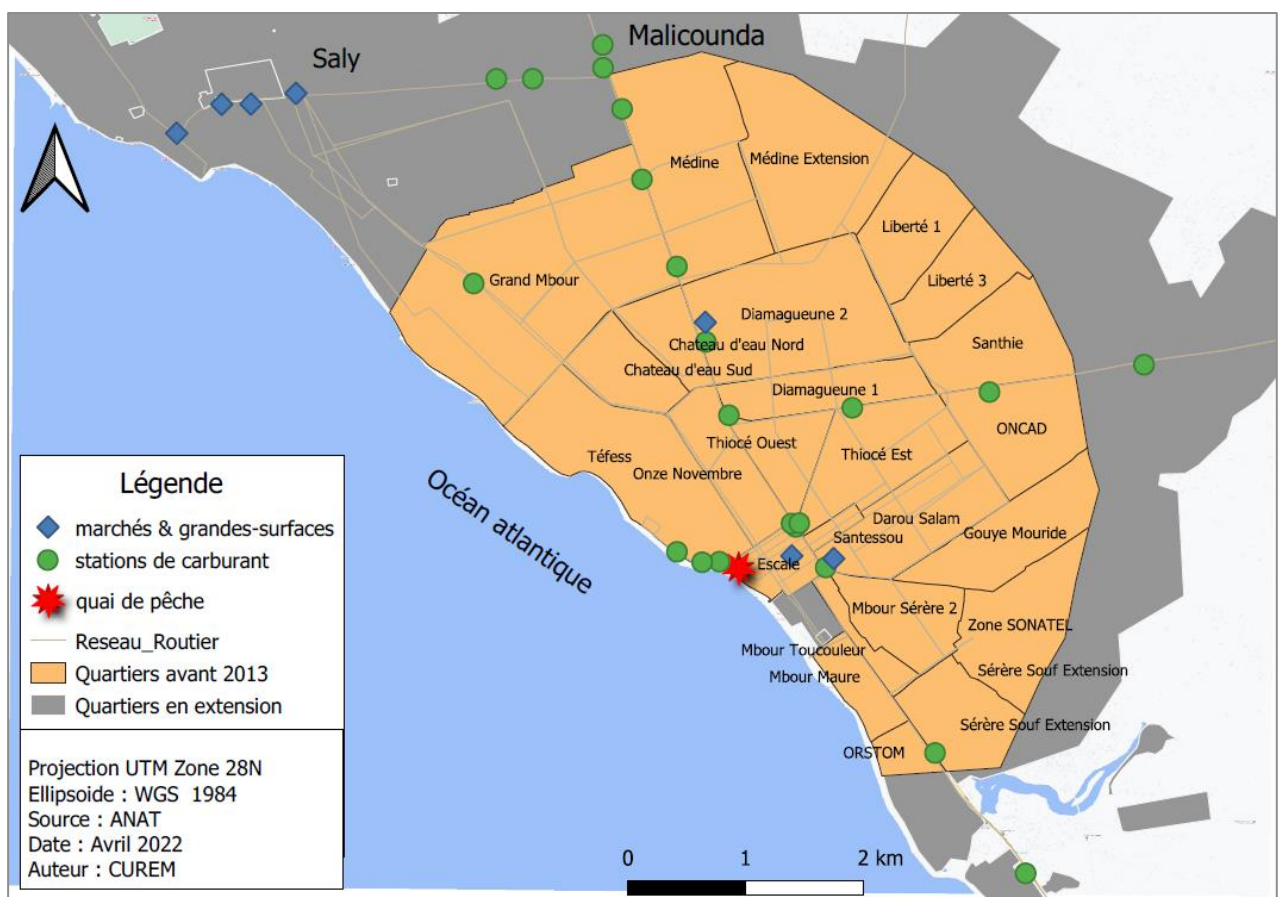 Malicounda
Saly
Médine
Médine Extension
Liberté 1
Grand Mbour
Liberté 3
Diamagueune 2
Chateau d'eau Nord
Santhie
Chateau d'eau Sud
Diamagueune 1
ONCAD
Thiocé Ouest
Téfess
Thiocé Est
Onze Novembre
Océan atlantique
Darou Salam
Santessou
Gouye Mouride
Escale
Mbour Sérère 2
Zone SONATEL
Mbour Toucouleur
Sérère Souf Extension
Mbour Maure
Sérère Souf Extension
ORSTOM
Légende
marchés & grandes-surfaces
stations de carburant
quai de pêche
Reseau_Routier
Quartiers avant 2013
Quartiers en extension
Projection UTM Zone 28N
Ellipsoide : WGS 1984
Source : ANAT
Date : Avril 2022
Auteur : CUREM
0 1 2 km